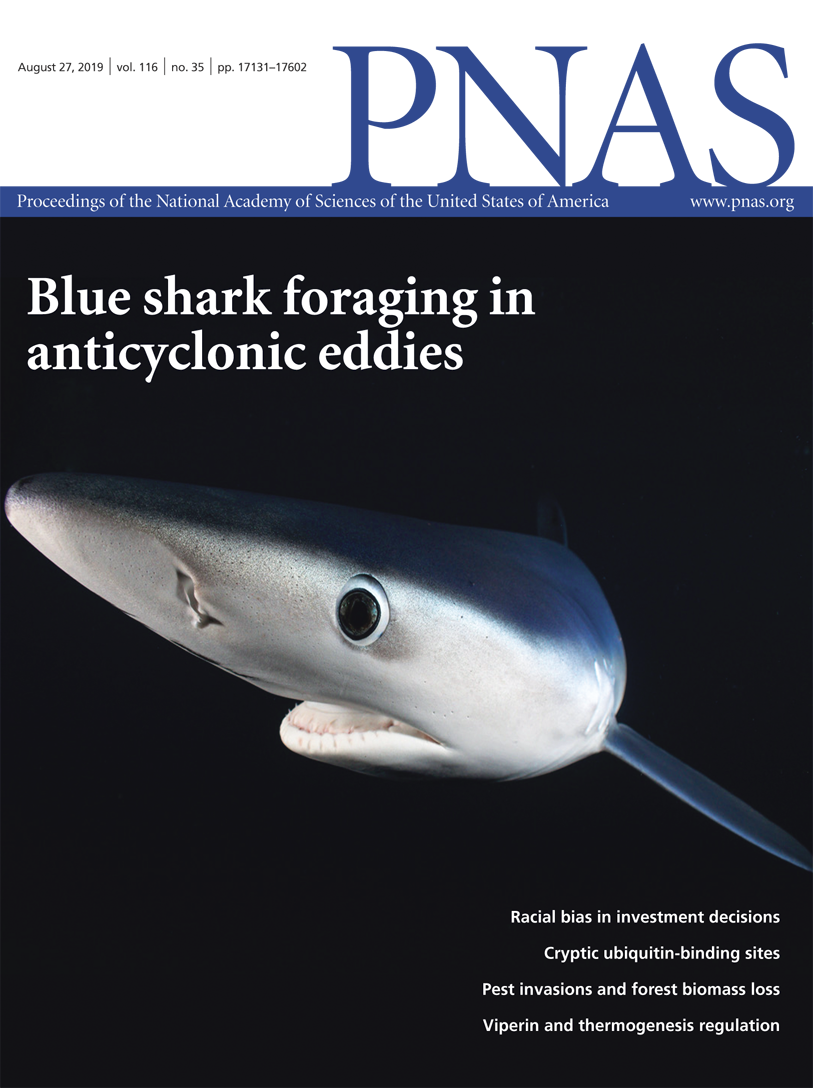 August 27, 2019 | vol. 116 | no. 35 | pp. 17131–17602
PNAS
Proceedings of the National Academy of Sciences of the United States of America www.pnas.org
Blue shark foraging in
anticyclonic eddies
Racial bias in investment decisions
Cryptic ubiquitin-binding sites
Pest invasions and forest biomass loss
Viperin and thermogenesis regulation